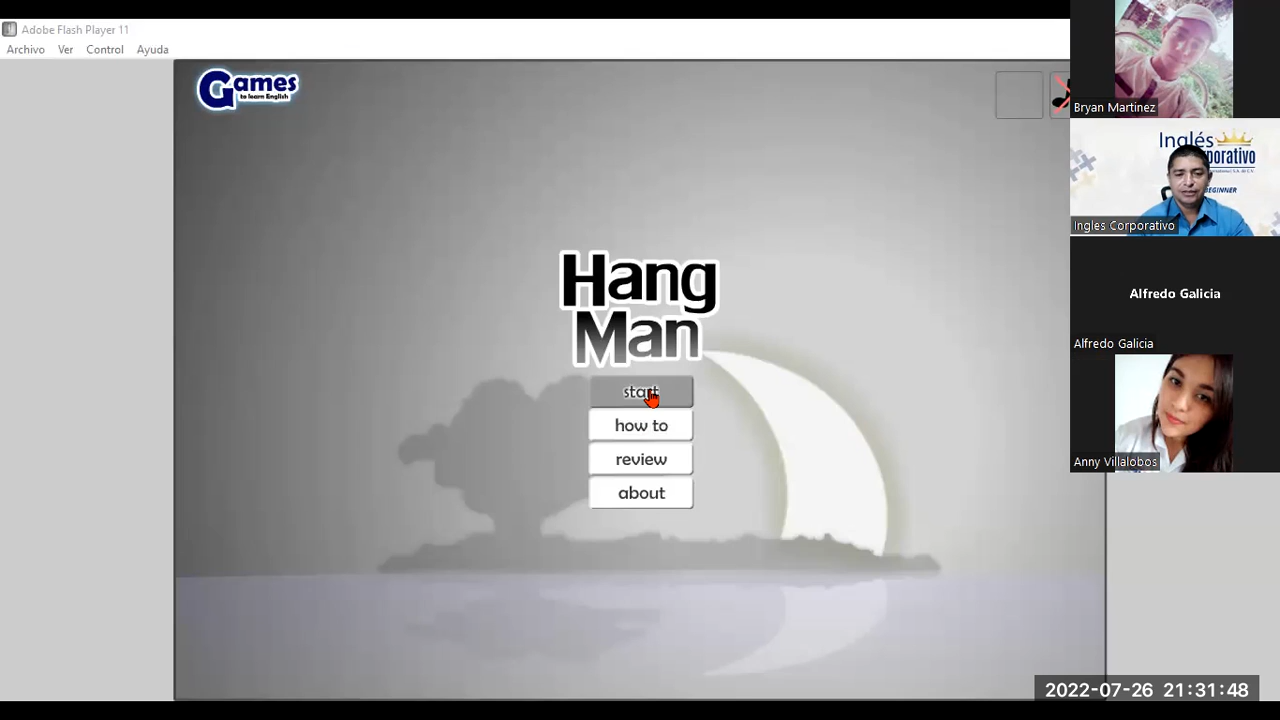 Adobe Flash Player 11
Archivo Ver Control Ayuda
Games
to learn English
Hang
Man
start
how to
review
about
Bryan Martinez
Inglés
porativo
BEGINNER
Ingles Corporativo
Alfredo Galicia
Alfredo Galicia
Anny Villalobos
2022-07-26 21:31:48